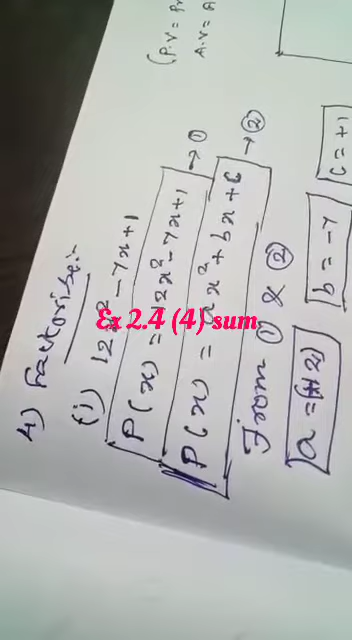 4) Factorise:-
(i) 12x² - 7x + 1
P(x) = 12x² - 7x + 1 → ①
P(x) = ax² + bx + c → ②
From ① & ②
a = 12 b = -7 c = +1
Ex 2.4 (4) sum
(P.V =
A.V =